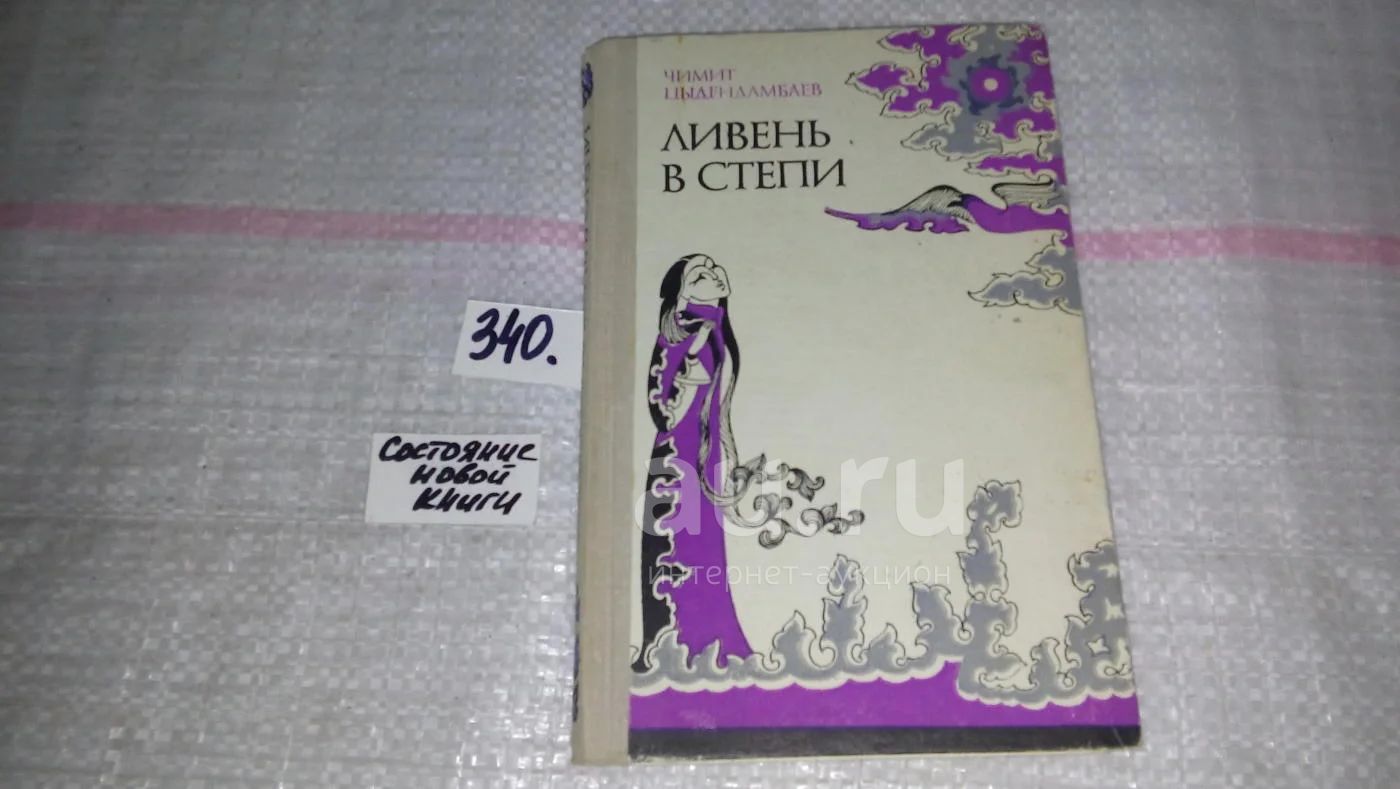 ЧИМИТ
ЦЫДЕНДАМБАЕВ
ЛИВЕНЬ
В СТЕПИ
340.
Состояние
новой
книги
au.ru
интернет-аукцион